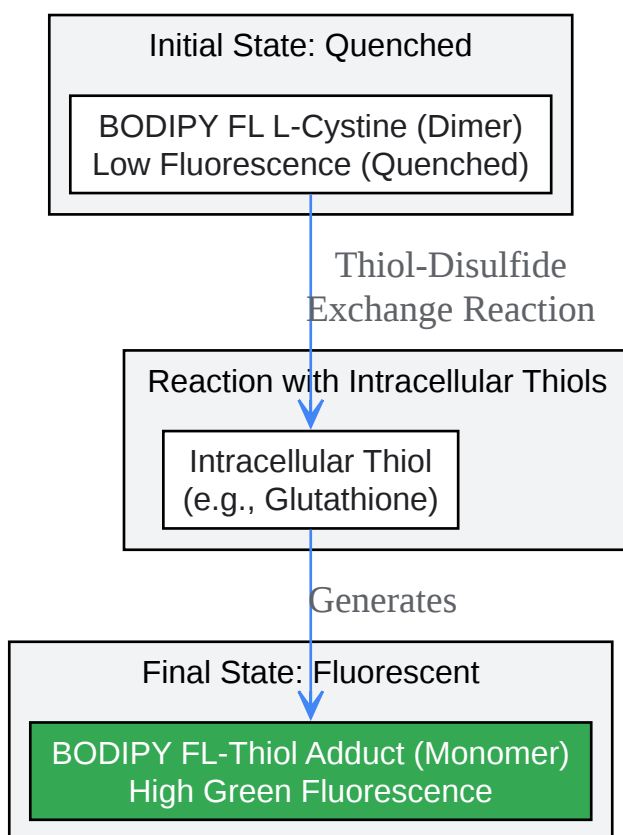 Initial State: Quenched
BODIPY FL L-Cystine (Dimer)
Low Fluorescence (Quenched)
Thiol-Disulfide
Exchange Reaction
Reaction with Intracellular Thiols
Intracellular Thiol
(e.g., Glutathione)
Generates
Final State: Fluorescent
BODIPY FL-Thiol Adduct (Monomer)
High Green Fluorescence